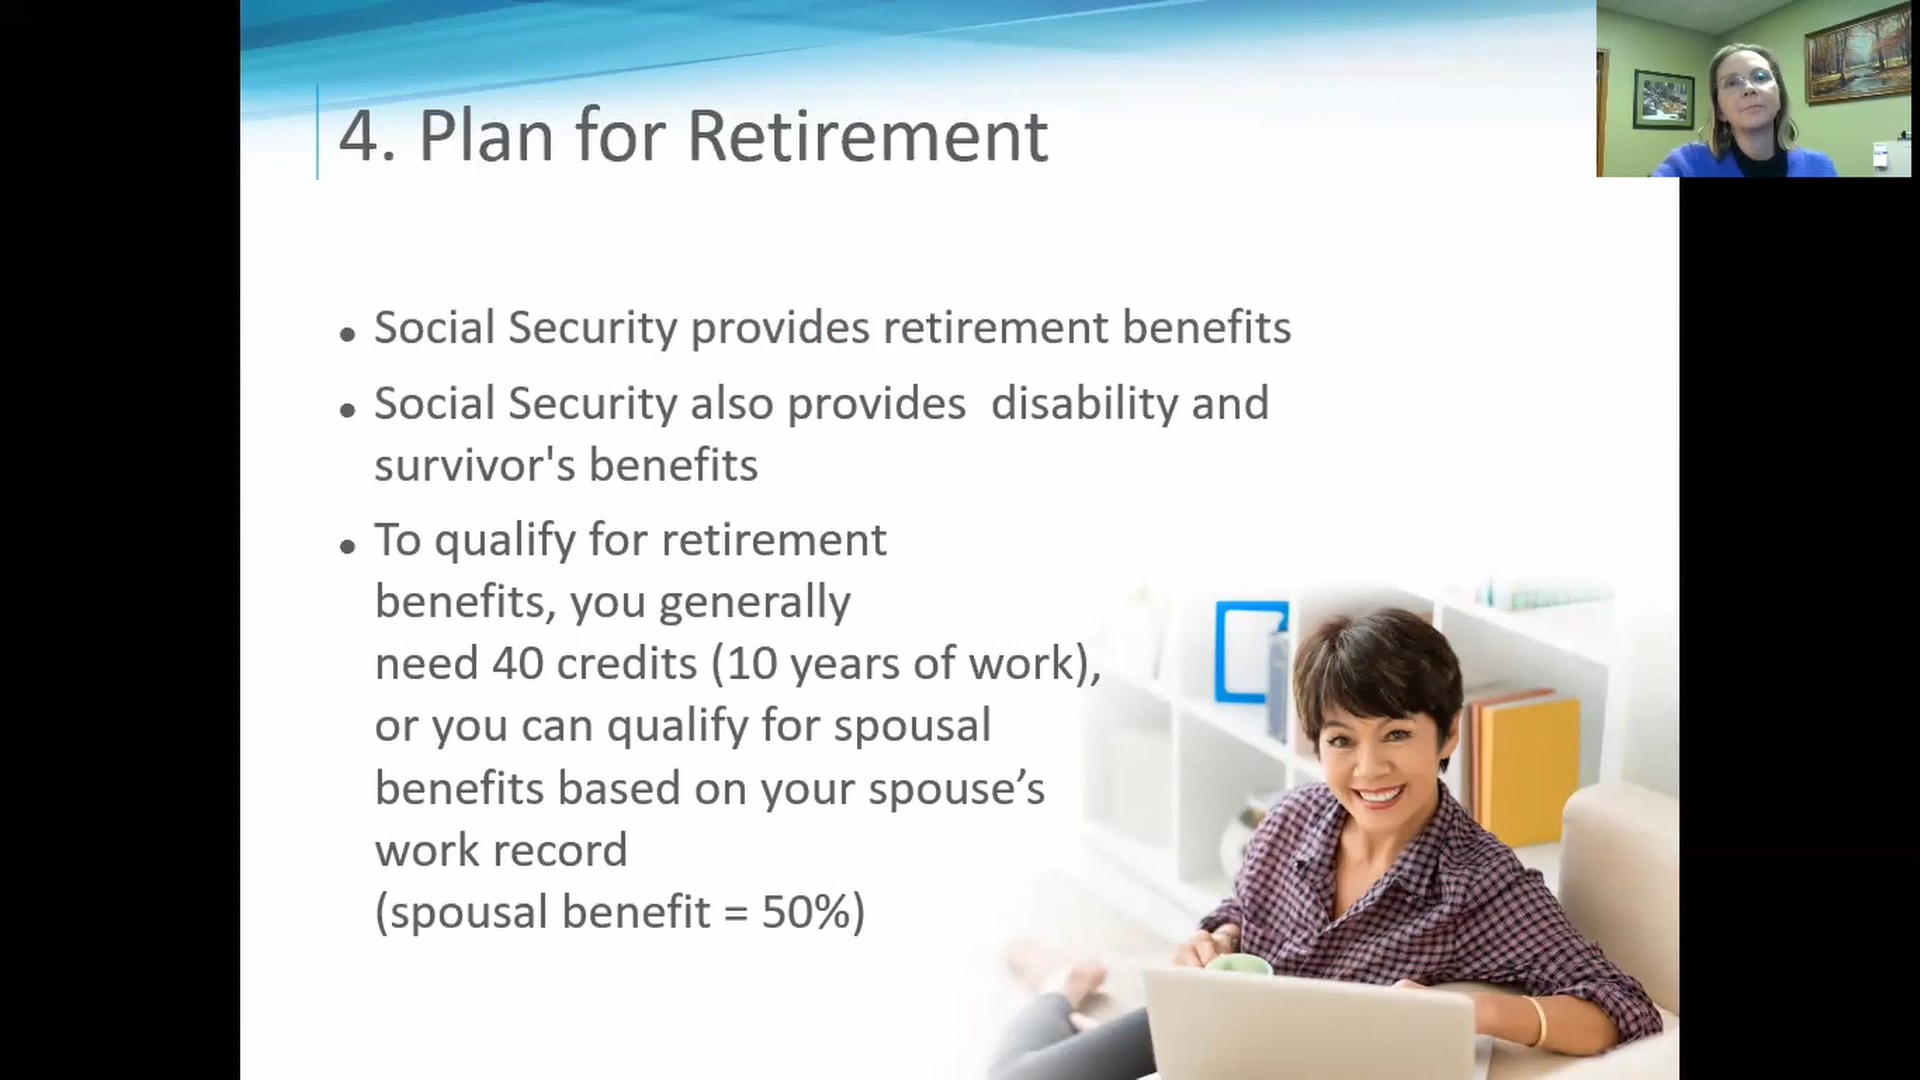 4. Plan for Retirement
• Social Security provides retirement benefits
• Social Security also provides  disability and
survivor's benefits
• To qualify for retirement
benefits, you generally
need 40 credits (10 years of work),
or you can qualify for spousal
benefits based on your spouse’s
work record
(spousal benefit = 50%)